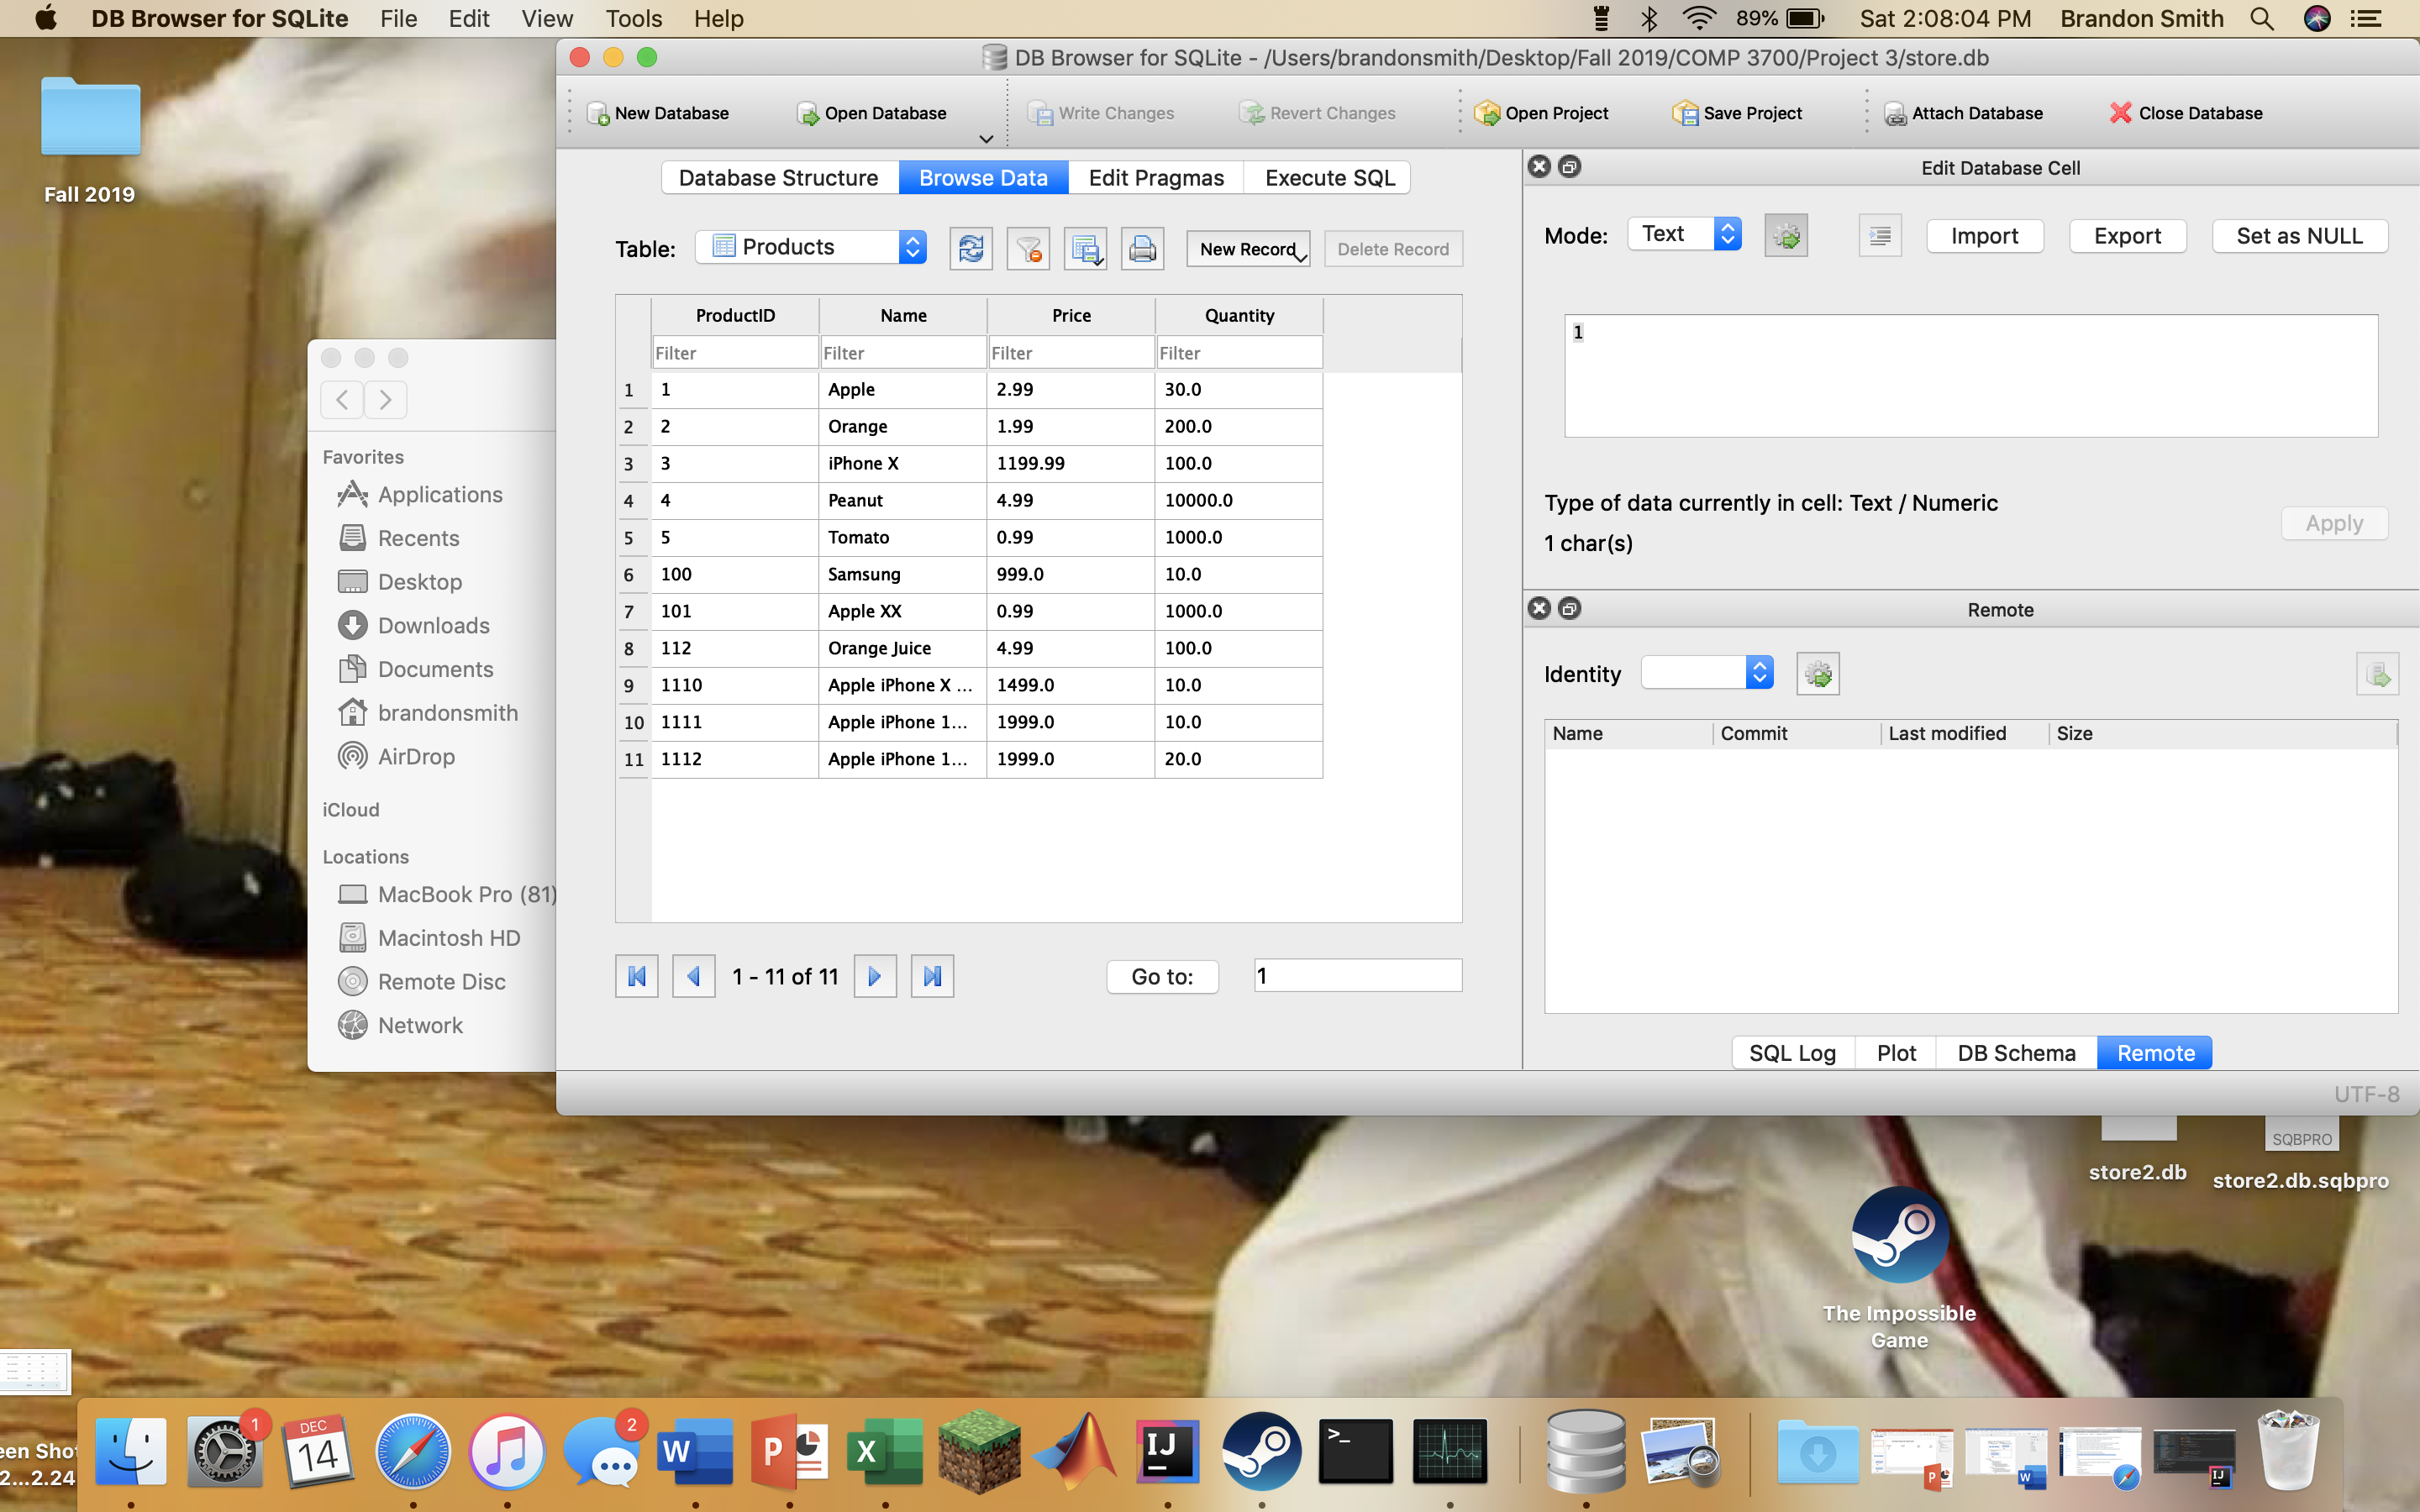 DB Browser for SQLite File Edit View Tools Help 89% Sat 2:08:04 PM Brandon Smith
DB Browser for SQLite - /Users/brandonsmith/Desktop/Fall 2019/COMP 3700/Project 3/store.db
New Database Open Database Write Changes Revert Changes Open Project Save Project Attach Database Close Database
Fall 2019
Database Structure Browse Data Edit Pragmas Execute SQL
Table: Products New Record Delete Record
ProductID Name Price Quantity
Filter Filter Filter Filter
1 1 Apple 2.99 30.0
2 2 Orange 1.99 200.0
3 3 iPhone X 1199.99 100.0
4 4 Peanut 4.99 10000.0
5 5 Tomato 0.99 1000.0
6 100 Samsung 999.0 10.0
7 101 Apple XX 0.99 1000.0
8 112 Orange Juice 4.99 100.0
9 1110 Apple iPhone X ... 1499.0 10.0
10 1111 Apple iPhone 1... 1999.0 10.0
11 1112 Apple iPhone 1... 1999.0 20.0
1 - 11 of 11 Go to: 1
Edit Database Cell
Mode: Text Import Export Set as NULL
1
Type of data currently in cell: Text / Numeric
1 char(s)
Apply
Remote
Identity
Name Commit Last modified Size
SQL Log Plot DB Schema Remote
UTF-8
Favorites
Applications
Recents
Desktop
Downloads
Documents
brandonsmith
AirDrop
iCloud
Locations
MacBook Pro (81)
Macintosh HD
Remote Disc
Network
SQBPRO
store2.db
store2.db.sqbpro
The Impossible
Game
een Shot
2...2.24
1
DEC
14
2
W
P
X
IJ
>_
P
W
IJ